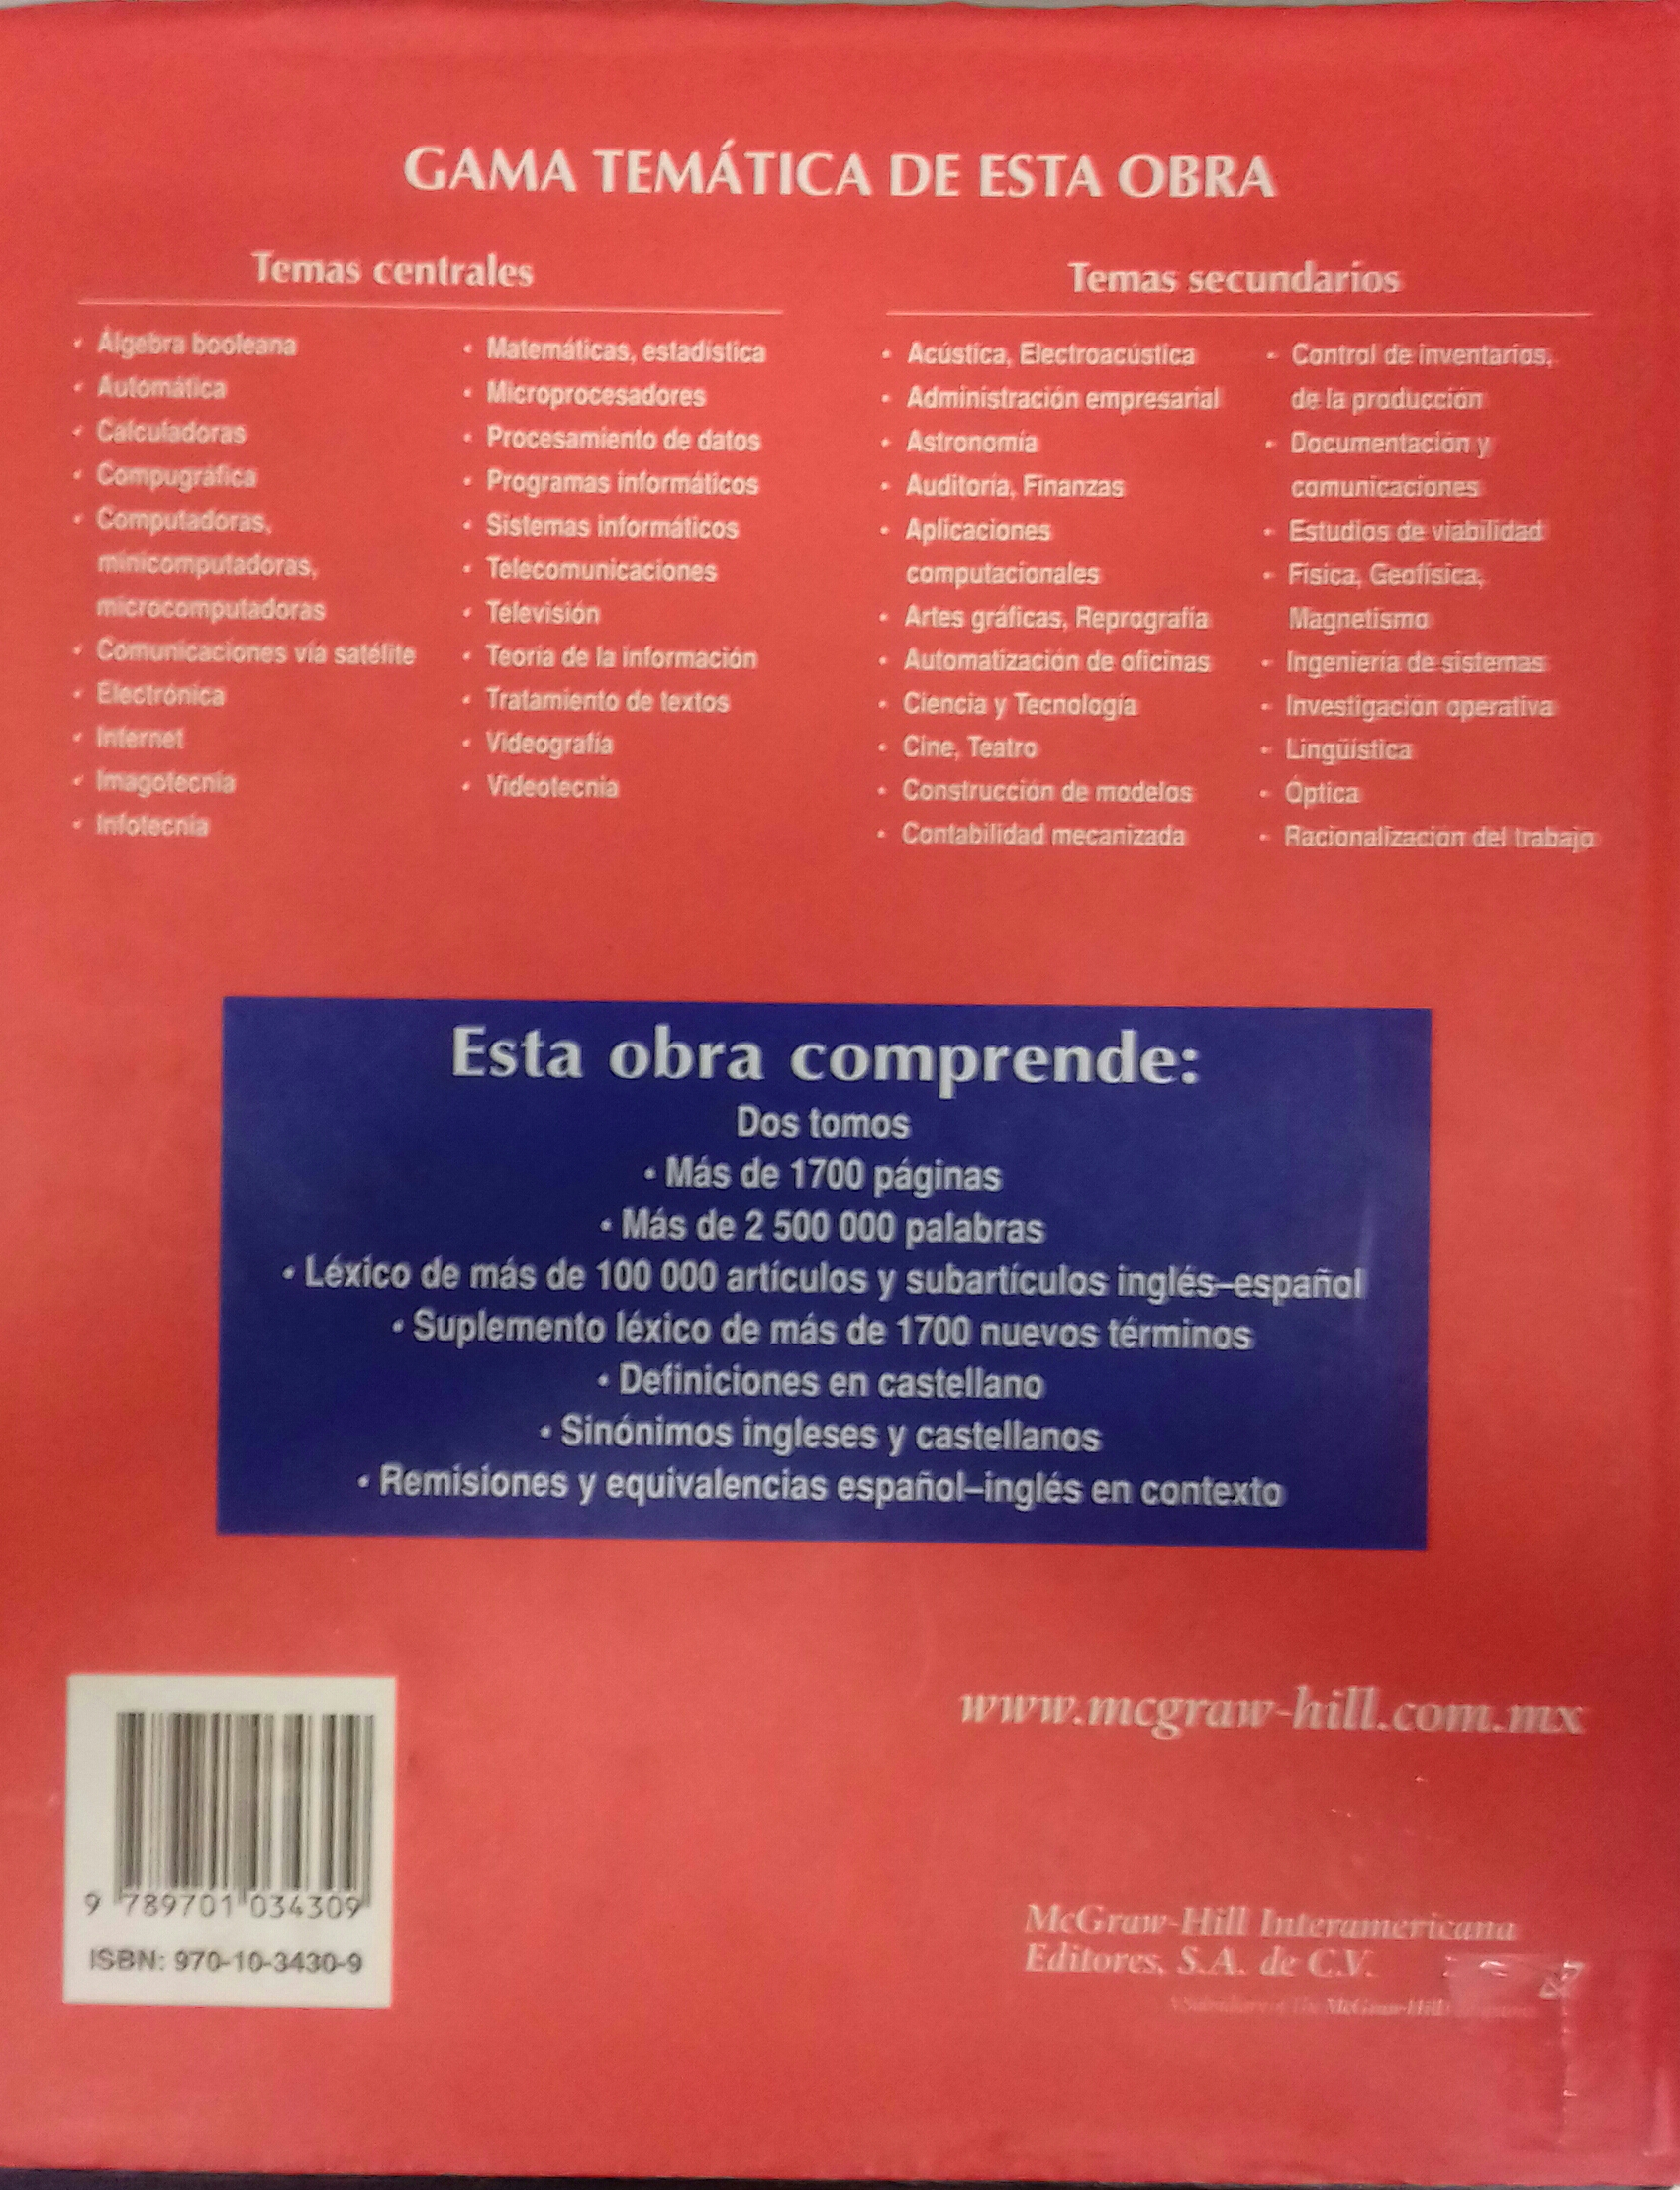 GAMA TEMÁTICA DE ESTA OBRA
Temas centrales
• Álgebra booleana
• Automática
• Calculadoras
• Compugráfica
• Computadoras,
minicomputadoras,
microcomputadoras
• Comunicaciones vía satélite
• Electrónica
• Internet
• Imagotecnia
• Infotecnia
• Matemáticas, estadística
• Microprocesadores
• Procesamiento de datos
• Programas informáticos
• Sistemas informáticos
• Telecomunicaciones
• Televisión
• Teoría de la información
• Tratamiento de textos
• Videografía
• Videotecnia
Temas secundarios
• Acústica, Electroacústica
• Administración empresarial
• Astronomía
• Auditoría, Finanzas
• Aplicaciones
computacionales
• Artes gráficas, Reprografía
• Automatización de oficinas
• Ciencia y Tecnología
• Cine, Teatro
• Construcción de modelos
• Contabilidad mecanizada
• Control de inventarios,
de la producción
• Documentación y
comunicaciones
• Estudios de viabilidad
• Física, Geofísica,
Magnetismo
• Ingeniería de sistemas
• Investigación operativa
• Lingüística
• Óptica
• Racionalización del trabajo
Esta obra comprende:
Dos tomos
• Más de 1700 páginas
• Más de 2 500 000 palabras
• Léxico de más de 100 000 artículos y subartículos inglés–español
• Suplemento léxico de más de 1700 nuevos términos
• Definiciones en castellano
• Sinónimos ingleses y castellanos
• Remisiones y equivalencias español–inglés en contexto
www.mcgraw-hill.com.mx
9 789701 034309
ISBN: 970-10-3430-9
McGraw-Hill Interamericana
Editores, S.A. de C.V.
McGraw-Hill